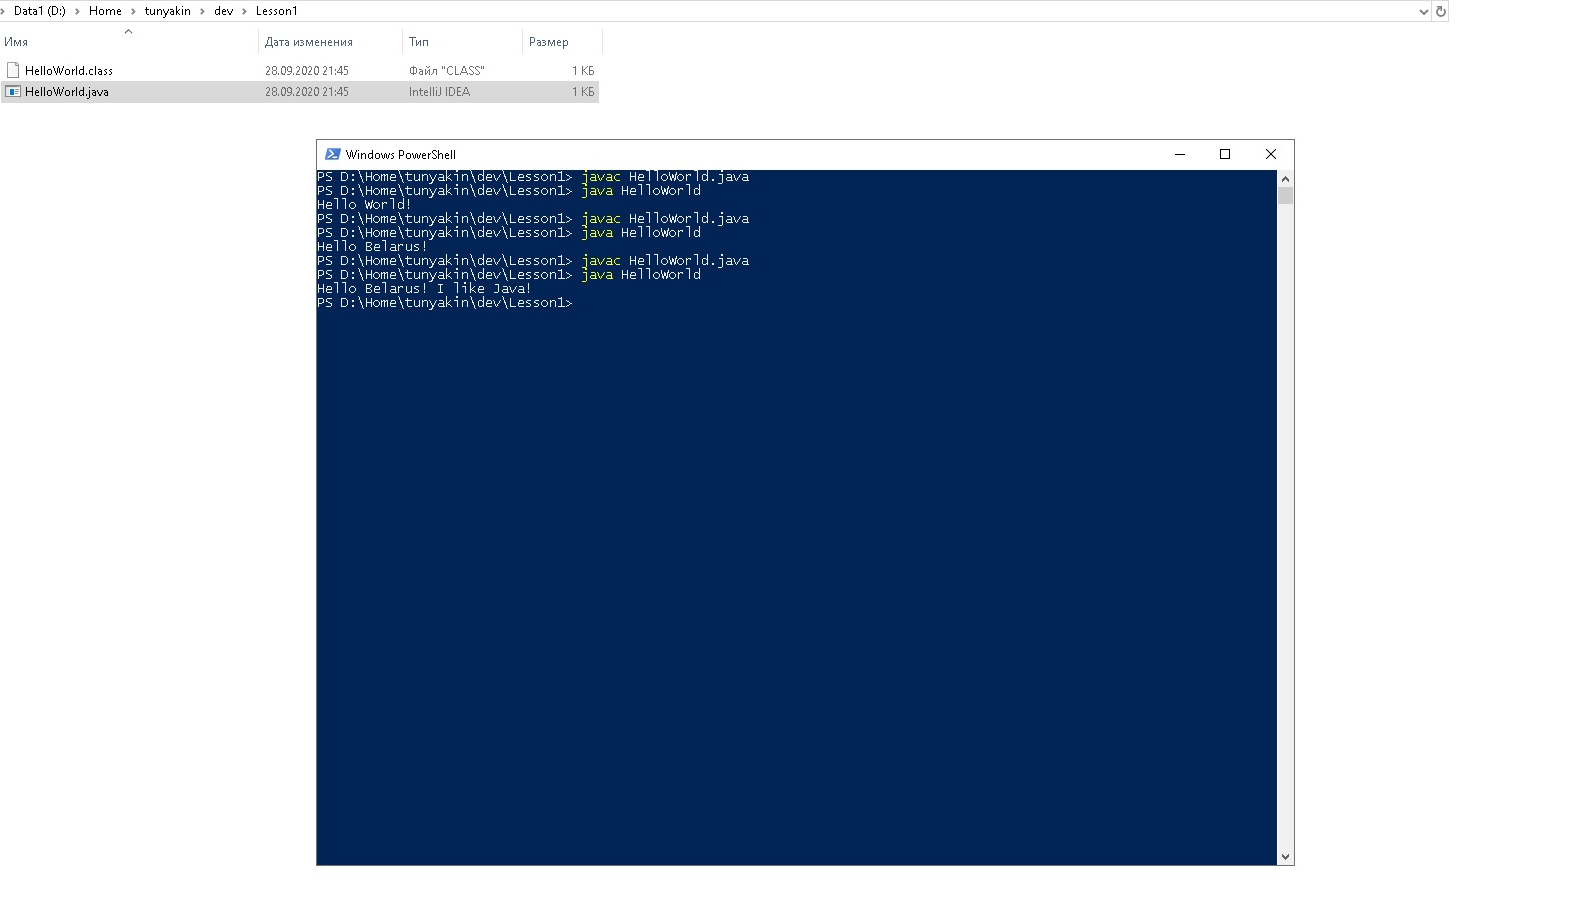 Data1 (D:) > Home > tunyakin > dev > Lesson1
Имя Дата изменения Тип Размер
HelloWorld.class 28.09.2020 21:45 Файл "CLASS" 1 КБ
HelloWorld.java 28.09.2020 21:45 IntelliJ IDEA 1 КБ
Windows PowerShell
PS D:\Home\tunyakin\dev\Lesson1> javac HelloWorld.java
PS D:\Home\tunyakin\dev\Lesson1> java HelloWorld
Hello World!
PS D:\Home\tunyakin\dev\Lesson1> javac HelloWorld.java
PS D:\Home\tunyakin\dev\Lesson1> java HelloWorld
Hello Belarus!
PS D:\Home\tunyakin\dev\Lesson1> javac HelloWorld.java
PS D:\Home\tunyakin\dev\Lesson1> java HelloWorld
Hello Belarus! I like Java!
PS D:\Home\tunyakin\dev\Lesson1>